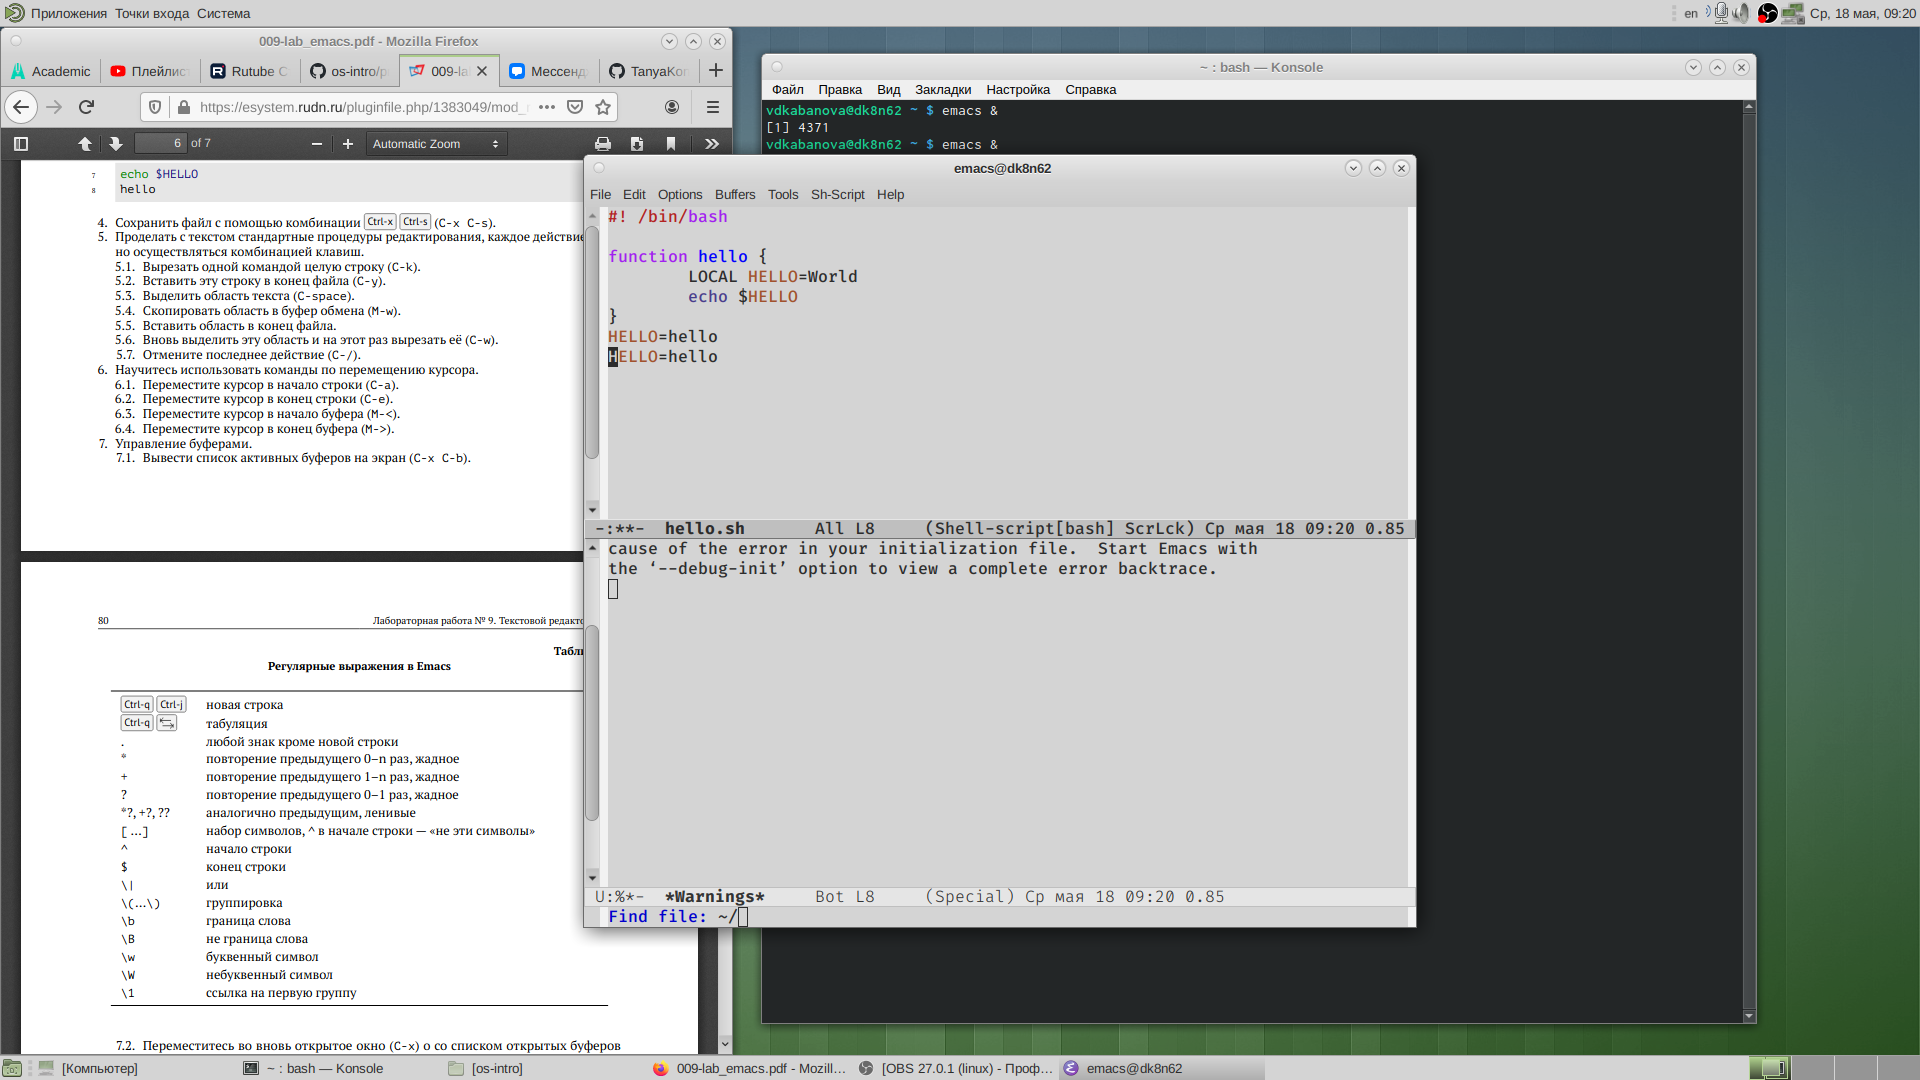 Приложения Точки входа Система
en Ср, 18 мая, 09:20
009-lab_emacs.pdf - Mozilla Firefox
Academic Плейлис Rutube C os-intro/p 009-la Мессенд TanyaKo
https://esystem.rudn.ru/pluginfile.php/1383049/mod_
6 of 7 Automatic Zoom
7 echo $HELLO
8 hello
4. Сохранить файл с помощью комбинации Ctrl-x Ctrl-s (C-x C-s).
5. Проделать с текстом стандартные процедуры редактирования, каждое действие
но осуществляться комбинацией клавиш.
5.1. Вырезать одной командой целую строку (C-k).
5.2. Вставить эту строку в конец файла (C-y).
5.3. Выделить область текста (C-space).
5.4. Скопировать область в буфер обмена (M-w).
5.5. Вставить область в конец файла.
5.6. Вновь выделить эту область и на этот раз вырезать её (C-w).
5.7. Отмените последнее действие (C-/).
6. Научитесь использовать команды по перемещению курсора.
6.1. Переместите курсор в начало строки (C-a).
6.2. Переместите курсор в конец строки (C-e).
6.3. Переместите курсор в начало буфера (M-<).
6.4. Переместите курсор в конец буфера (M->).
7. Управление буферами.
7.1. Вывести список активных буферов на экран (C-x C-b).
80 Лабораторная работа № 9. Текстовой редакто
Табл
Регулярные выражения в Emacs
Ctrl-q Ctrl-j новая строка
Ctrl-q ⇆ табуляция
. любой знак кроме новой строки
* повторение предыдущего 0–n раз, жадное
+ повторение предыдущего 1–n раз, жадное
? повторение предыдущего 0–1 раз, жадное
*?, +?, ?? аналогично предыдущим, ленивые
[ …] набор символов, ^ в начале строки — «не эти символы»
^ начало строки
$ конец строки
\| или
\(…\) группировка
\b граница слова
\B не граница слова
\w буквенный символ
\W небуквенный символ
\1 ссылка на первую группу
7.2. Переместитесь во вновь открытое окно (C-x) o со списком открытых буферов
~ : bash — Konsole
Файл Правка Вид Закладки Настройка Справка
vdkabanova@dk8n62 ~ $ emacs &
[1] 4371
vdkabanova@dk8n62 ~ $ emacs &
emacs@dk8n62
File Edit Options Buffers Tools Sh-Script Help
#! /bin/bash
function hello {
LOCAL HELLO=World
echo $HELLO
}
HELLO=hello
HELLO=hello
-:**- hello.sh All L8 (Shell-script[bash] ScrLck) Ср мая 18 09:20 0.85
cause of the error in your initialization file. Start Emacs with
the ‘--debug-init’ option to view a complete error backtrace.
U:%*- *Warnings* Bot L8 (Special) Ср мая 18 09:20 0.85
Find file: ~/
[Компьютер] ~ : bash — Konsole [os-intro] 009-lab_emacs.pdf - Mozill… [OBS 27.0.1 (linux) - Проф… emacs@dk8n62